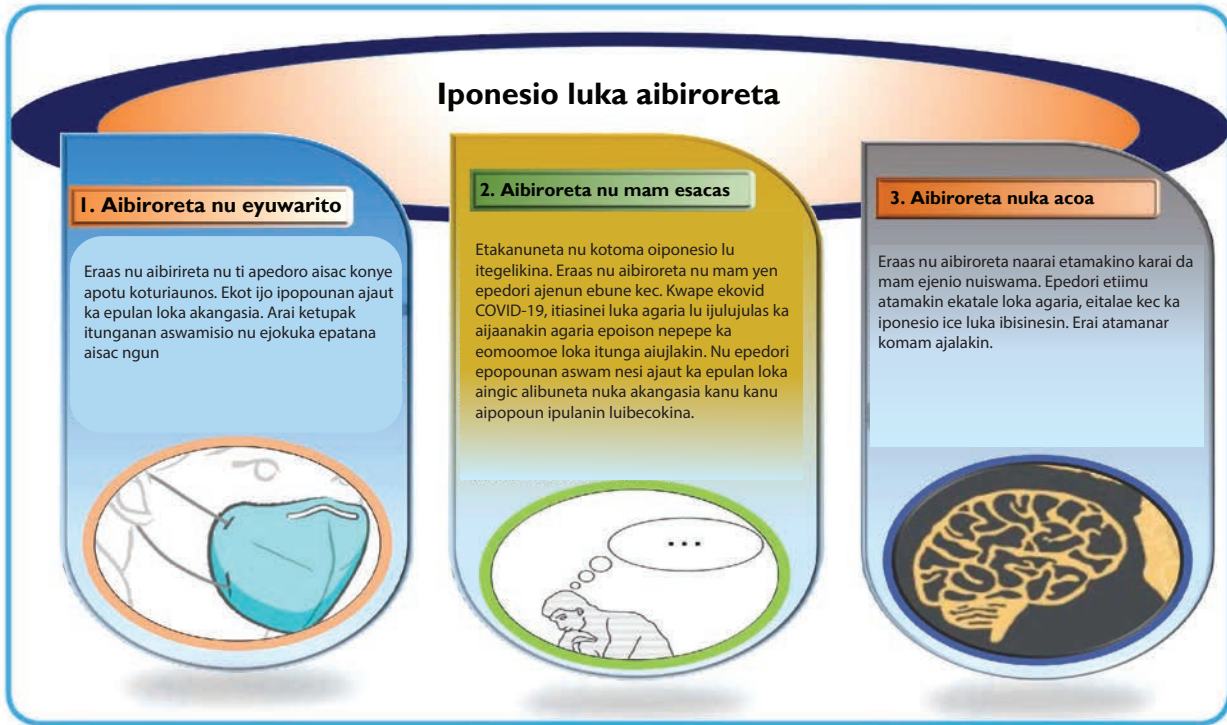 Iponesio luka aibiroreta
1. Aibiroreta nu eyuwarito
Eraas nu aibirireta nu ti apedoro aisac konye
apotu koturiaunos. Ekot ijo ipopounan ajaut
ka epulan loka akangasia. Arai ketupak
itunganan aswamisio nu ejokuka epatana
aisac ngun
2. Aibiroreta nu mam esacas
Etakanuneta nu kotoma oiponesio lu
itegelikina. Eraas nu aibiroreta nu mam yen
epedori ajenun ebune kec. Kwape ekovid
COVID-19, itiasinei luka agaria lu ijulujulas ka
aijaanakin agaria epoison nepepe ka
eomoomoe loka itunga aiujlakin. Nu epedori
epopounan aswam nesi ajaut ka epulan loka
aingic alibuneta nuka akangasia kanu kanu
aipopoun ipulanin luibecokina.
3. Aibiroreta nuka acoa
Eraas nu aibiroreta naarai etamakino karai da
mam ejenio nuiswama. Epedori etiimu
atamakin ekatale loka agaria, eitalae kec ka
iponesio ice luka ibisinesin. Erai atamanar
komam ajalakin.
...